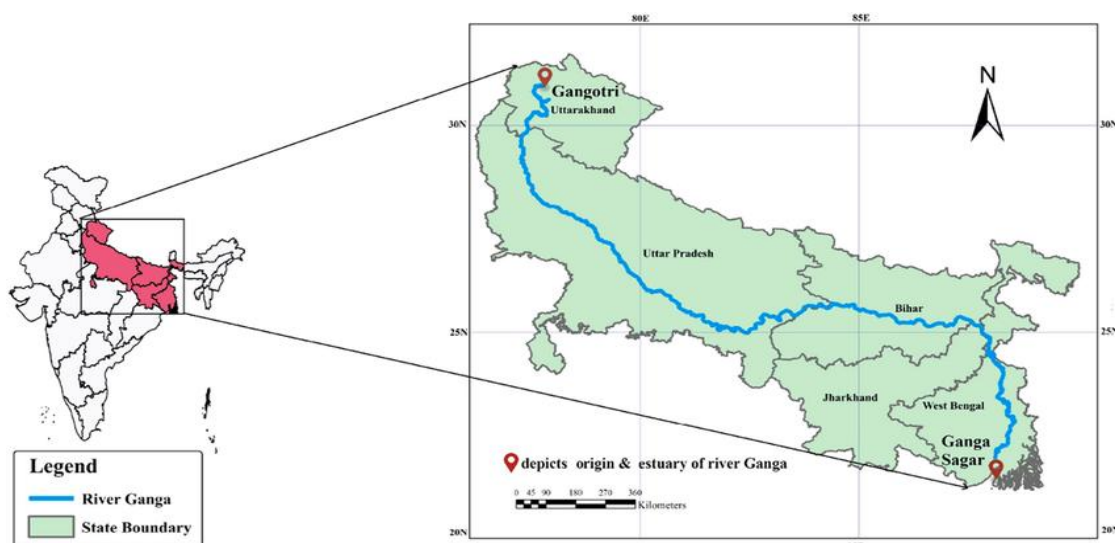 80E
85E
N
Gangotri
Uttarakhand
30N
30N
Uttar Pradesh
Bihar
25N
25N
Jharkhand
West Bengal
Ganga
Sagar
depicts origin & estuary of river Ganga
0 45 90 180 270 360
Kilometers
20N
20N
Legend
River Ganga
State Boundary